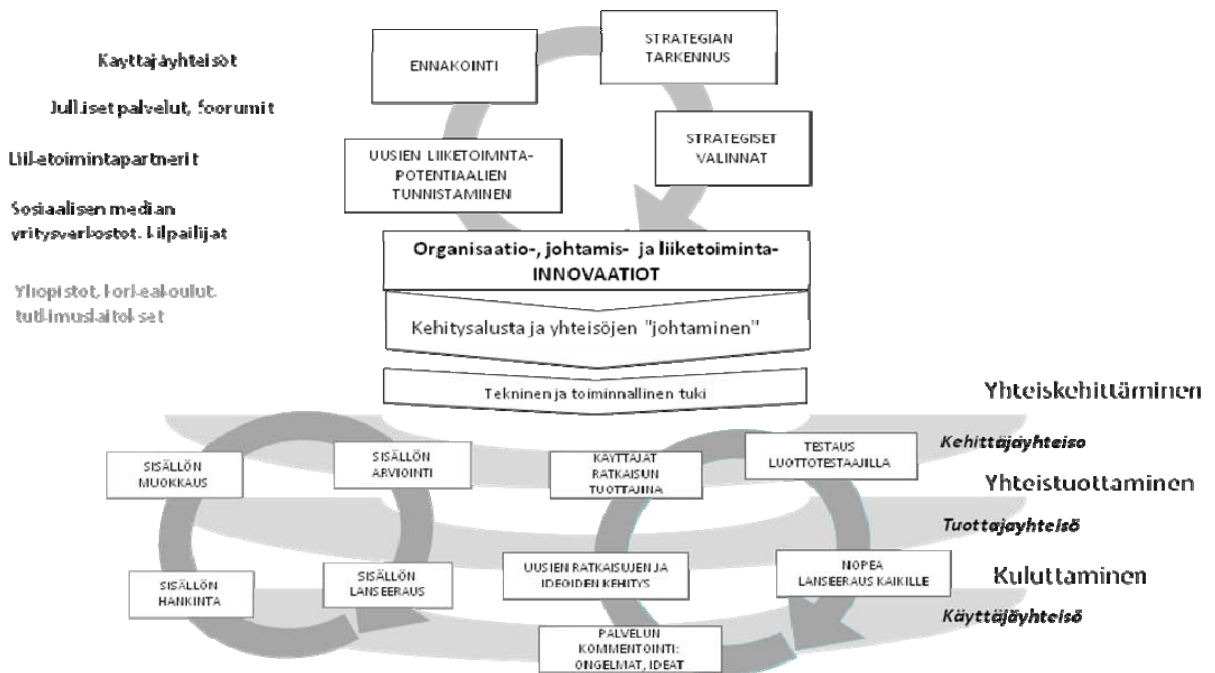 Käyttäjäyhteisöt
Julkiset palvelut, foorumit
Liiketoimintapartnerit
Sosiaalisen median
yritysverkostot, kilpailijat
Yliopistot, korkeakoulut,
tutkimuslaitokset
ENNAKOINTI
STRATEGIAN
TARKENNUS
UUSIEN LIIKETOIMNTA-
POTENTIAALIEN
TUNNISTAMINEN
STRATEGISET
VALINNAT
Organisaatio-, johtamis- ja liiketoiminta-
INNOVAATIOT
Kehitysalusta ja yhteisöjen "johtaminen"
Tekninen ja toiminnallinen tuki
Yhteiskehittäminen
Kehittäjäyhteisö
Yhteistuottaminen
Tuottajayhteisö
Kuluttaminen
Käyttäjäyhteisö
SISÄLLÖN
MUOKKAUS
SISÄLLÖN
ARVIOINTI
SISÄLLÖN
HANKINTA
SISÄLLÖN
LANSEERAUS
KÄYTTÄJÄT
RATKAISUN
TUOTTAJINA
TESTAUS
LUOTTOTESTAAJILLA
UUSIEN RATKAISUJEN JA
IDEOIDEN KEHITYS
NOPEA
LANSEERAUS KAIKILLE
PALVELUN
KOMMENTOINTI:
ONGELMAT, IDEAT